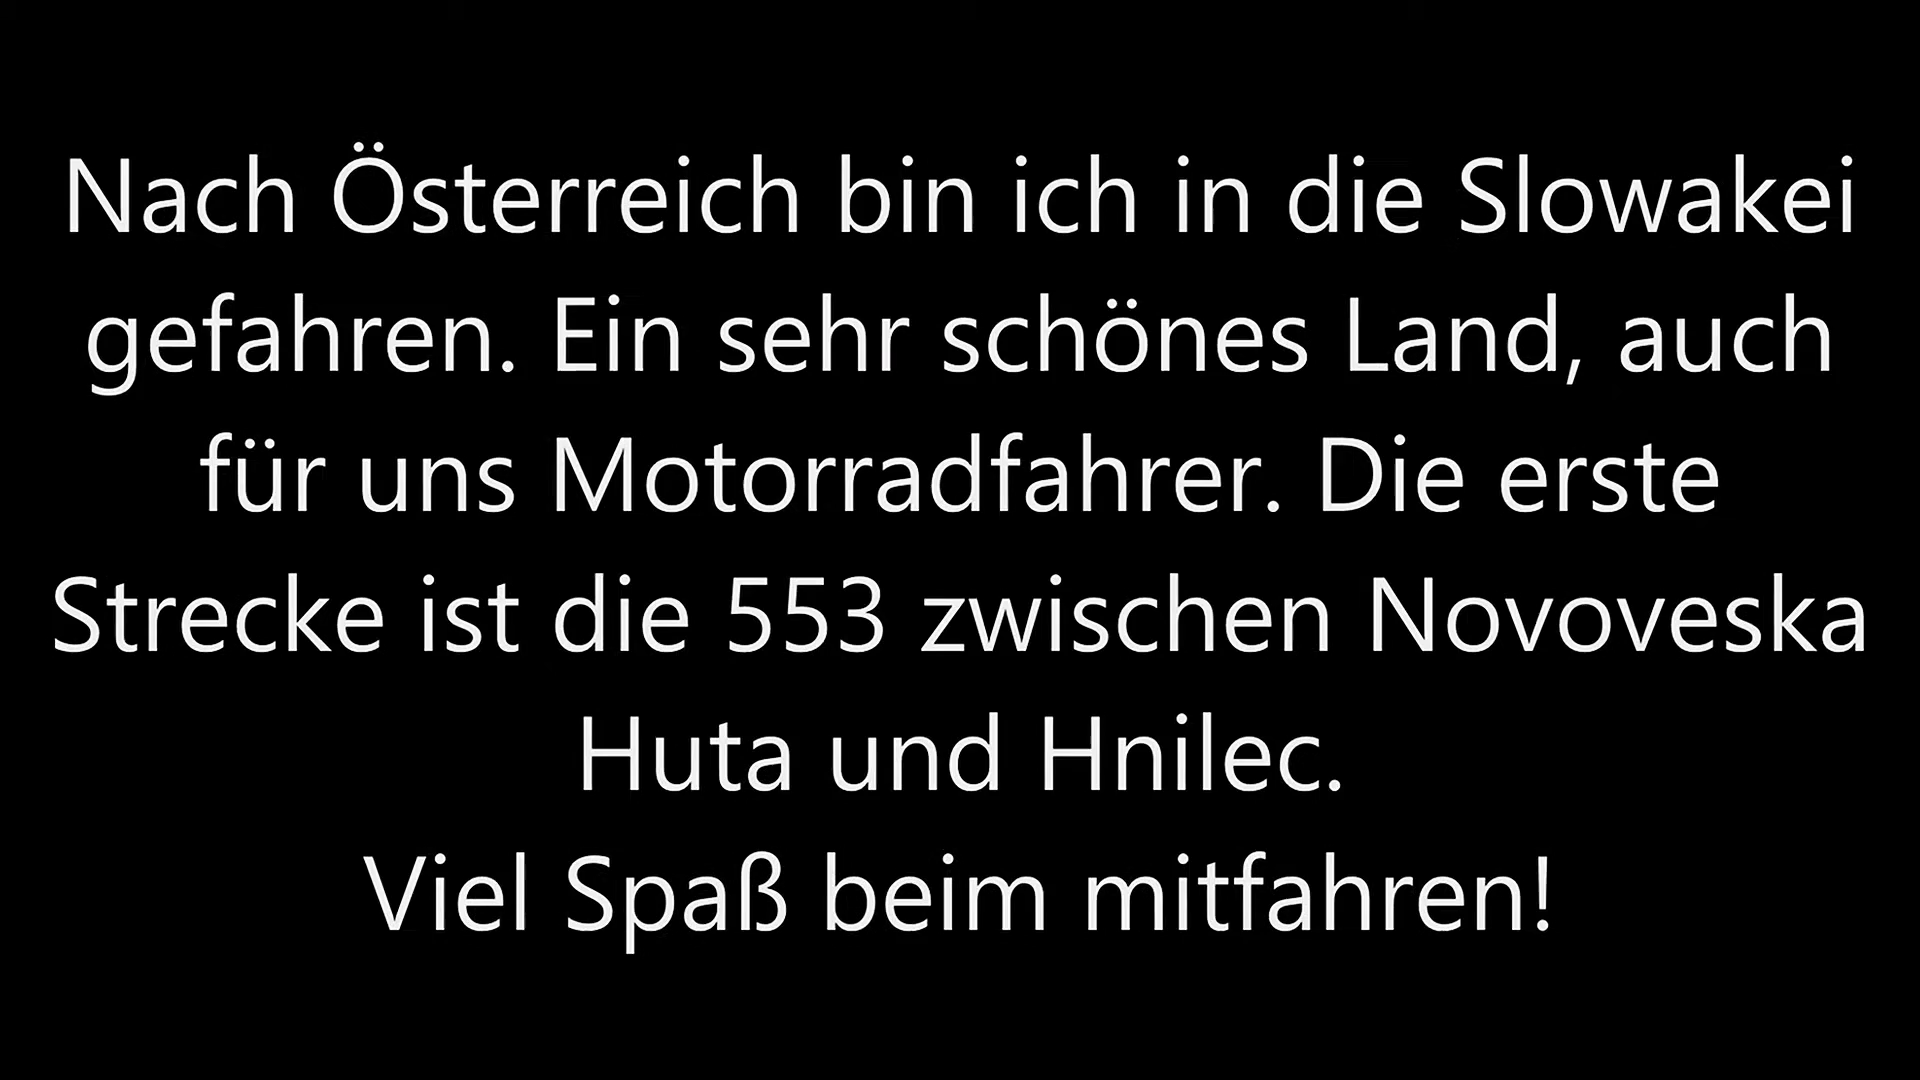 Nach Österreich bin ich in die Slowakei
gefahren. Ein sehr schönes Land, auch
für uns Motorradfahrer. Die erste
Strecke ist die 553 zwischen Novoveska
Huta und Hnilec.
Viel Spaß beim mitfahren!